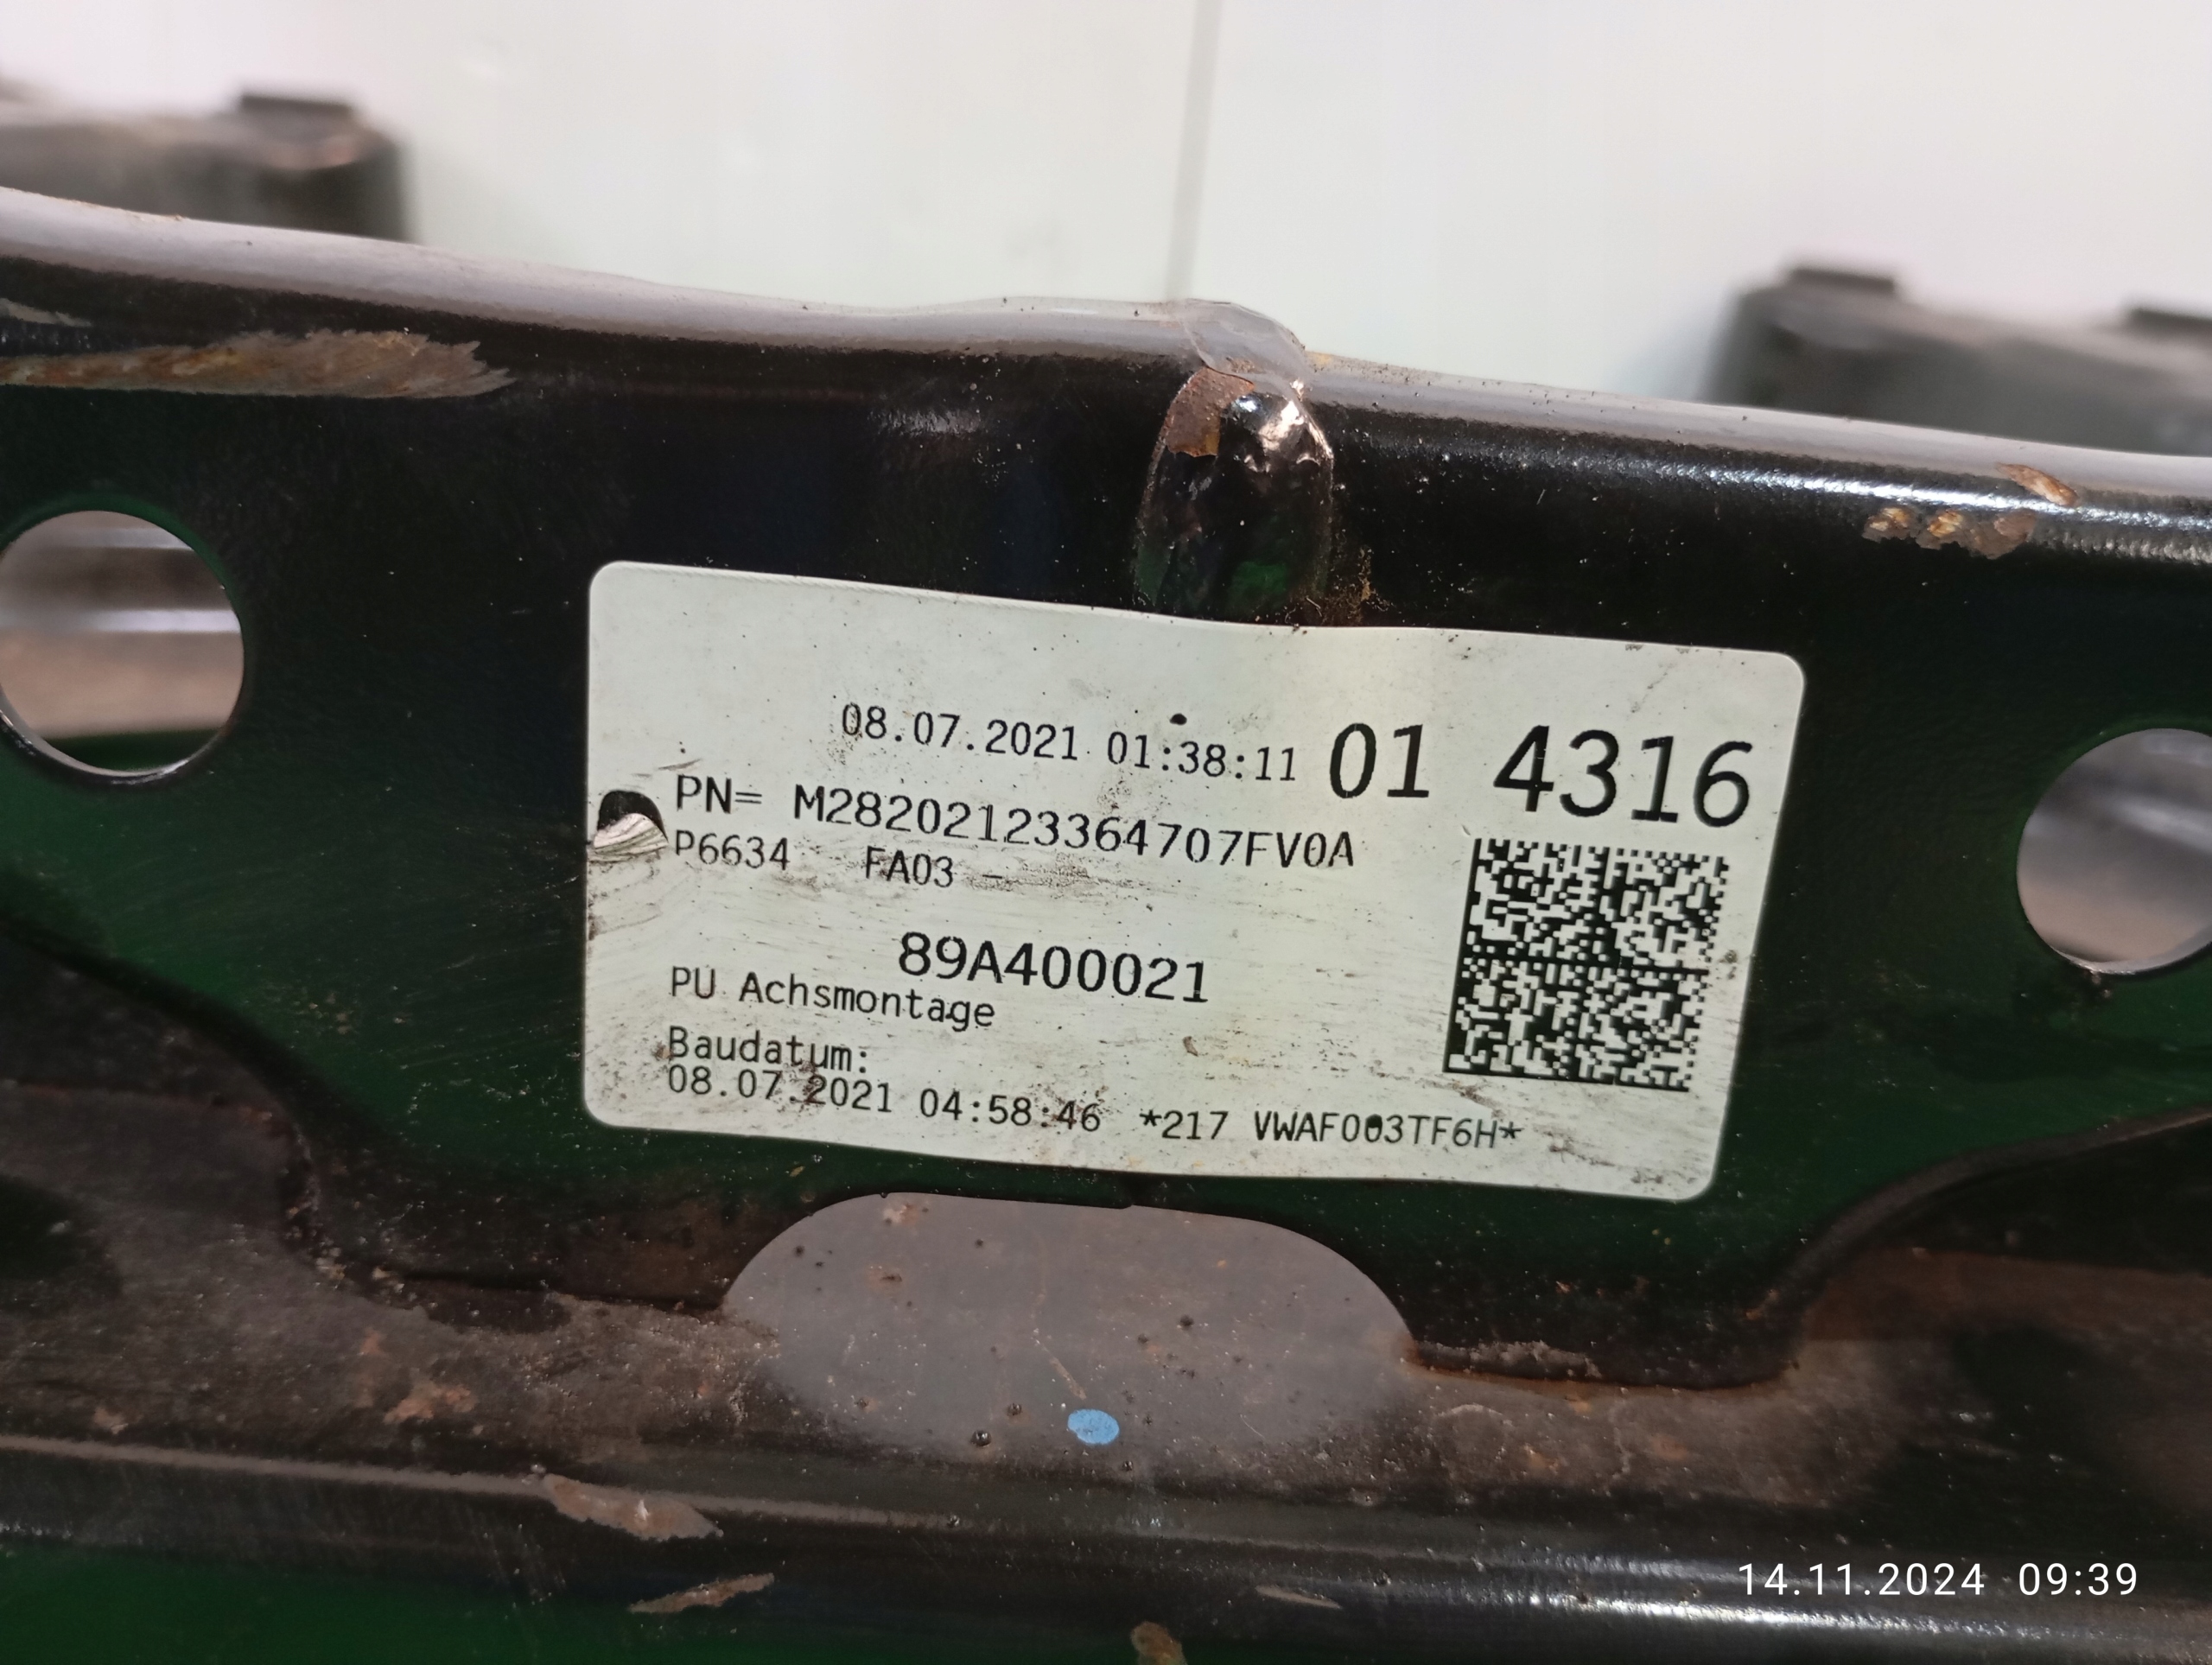 08.07.2021 01:38:11 01 4316
PN= M28202123364707FV0A
P6634 FA03 -
89A400021
PU Achsmontage
Baudatum:
08.07.2021 04:58:46 *217 VWAF003TF6H*
14.11.2024 09:39